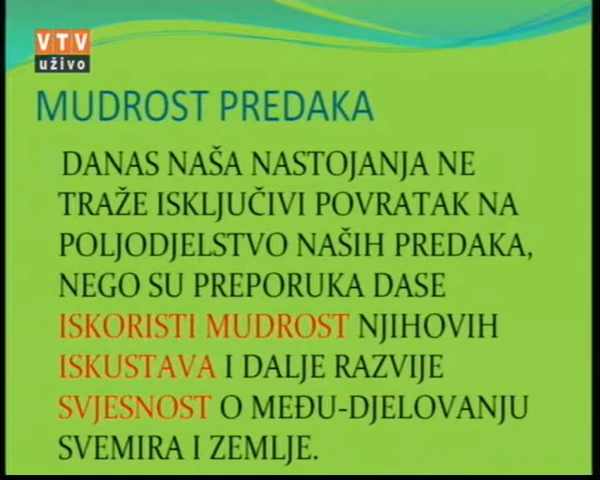 VTV
uživo
MUDROST PREDAKA
DANAS NAŠA NASTOJANJA NE
TRAŽE ISKLJUČIVI POVRATAK NA
POLJODJELSTVO NAŠIH PREDAKA,
NEGO SU PREPORUKA DASE
ISKORISTI MUDROST NJIHOVIH
ISKUSTAVA I DALJE RAZVIJE
SVJESNOST O MEĐU-DJELOVANJU
SVEMIRA I ZEMLJE.